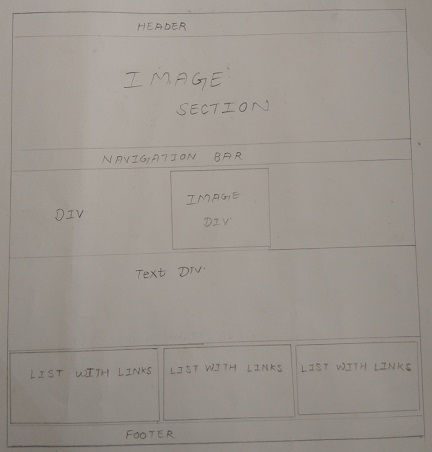 HEADER
IMAGE
SECTION
NAVIGATION BAR
DIV
IMAGE
DIV
Text DIV
LIST WITH LINKS
LIST WITH LINKS
LIST WITH LINKS
FOOTER